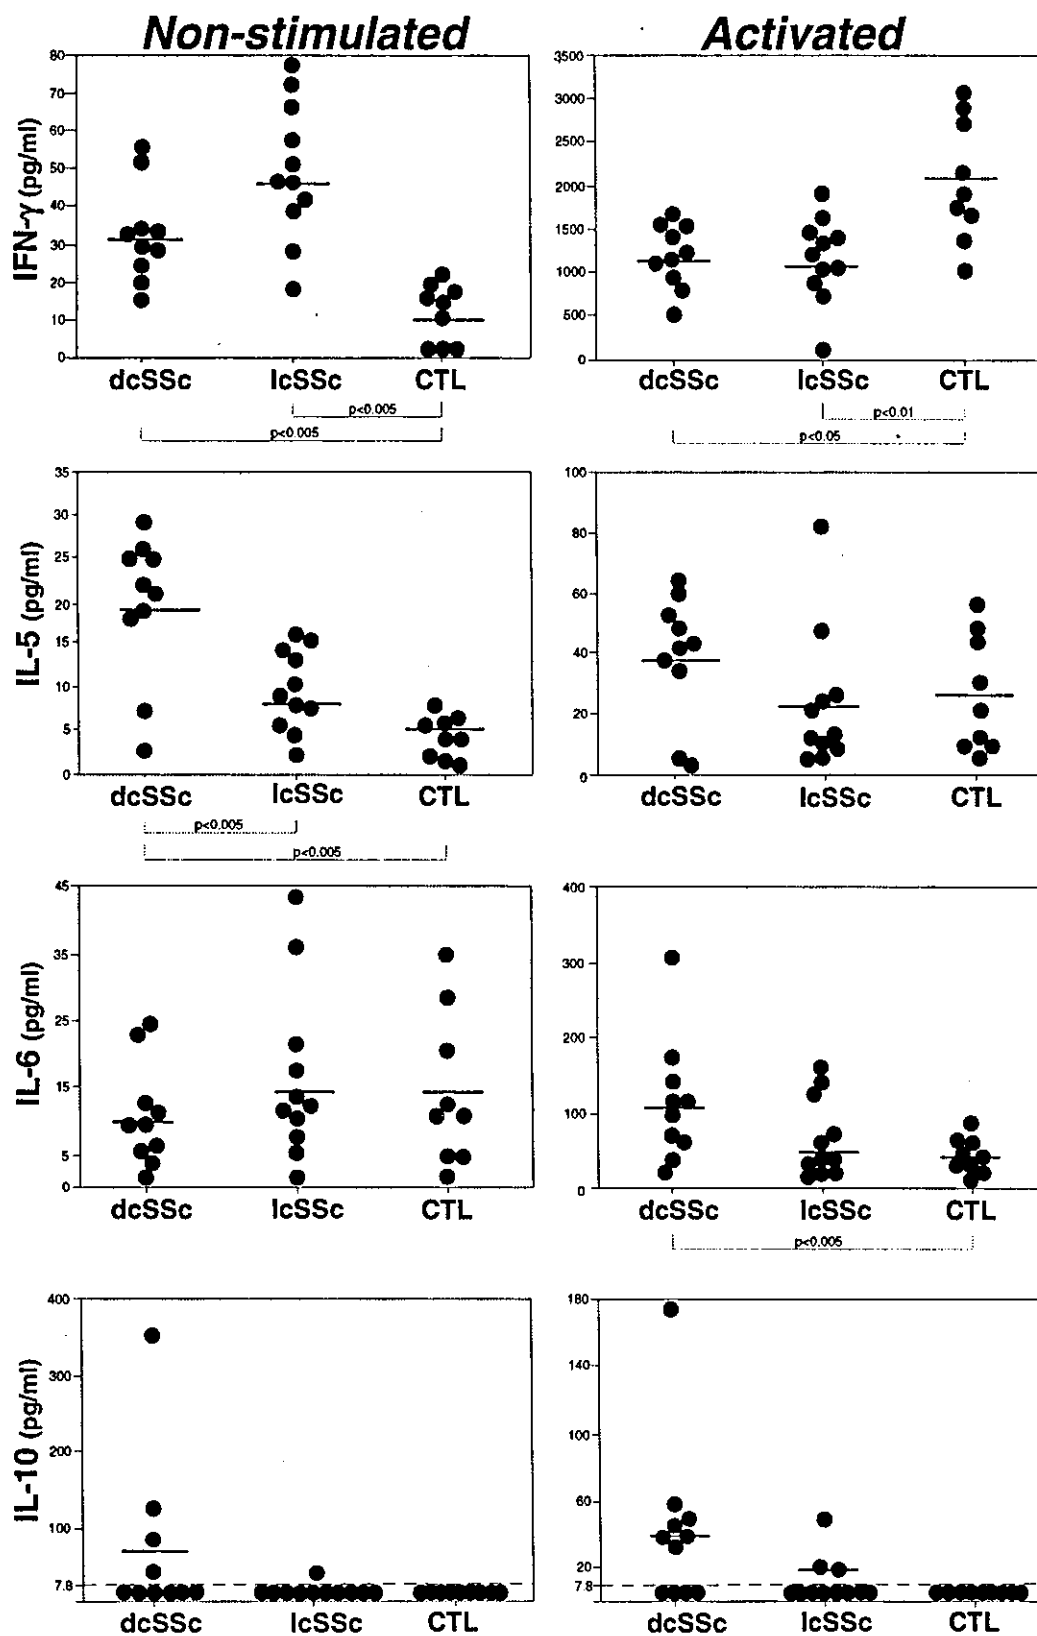 Non-stimulated
Activated
IFN-γ (pg/ml)
80
70
60
50
40
30
20
10
0
dcSSc
lcSSc
CTL
p<0.005
p<0.005
3500
3000
2500
2000
1500
1000
500
0
dcSSc
lcSSc
CTL
p<0.01
p<0.05
IL-5 (pg/ml)
35
30
25
20
15
10
5
0
dcSSc
lcSSc
CTL
p<0.005
p<0.005
100
80
60
40
20
0
dcSSc
lcSSc
CTL
IL-6 (pg/ml)
45
35
25
15
5
0
dcSSc
lcSSc
CTL
400
300
200
100
0
dcSSc
lcSSc
CTL
p<0.005
IL-10 (pg/ml)
400
300
200
100
7.8
dcSSc
lcSSc
CTL
180
140
100
60
20
7.8
dcSSc
lcSSc
CTL